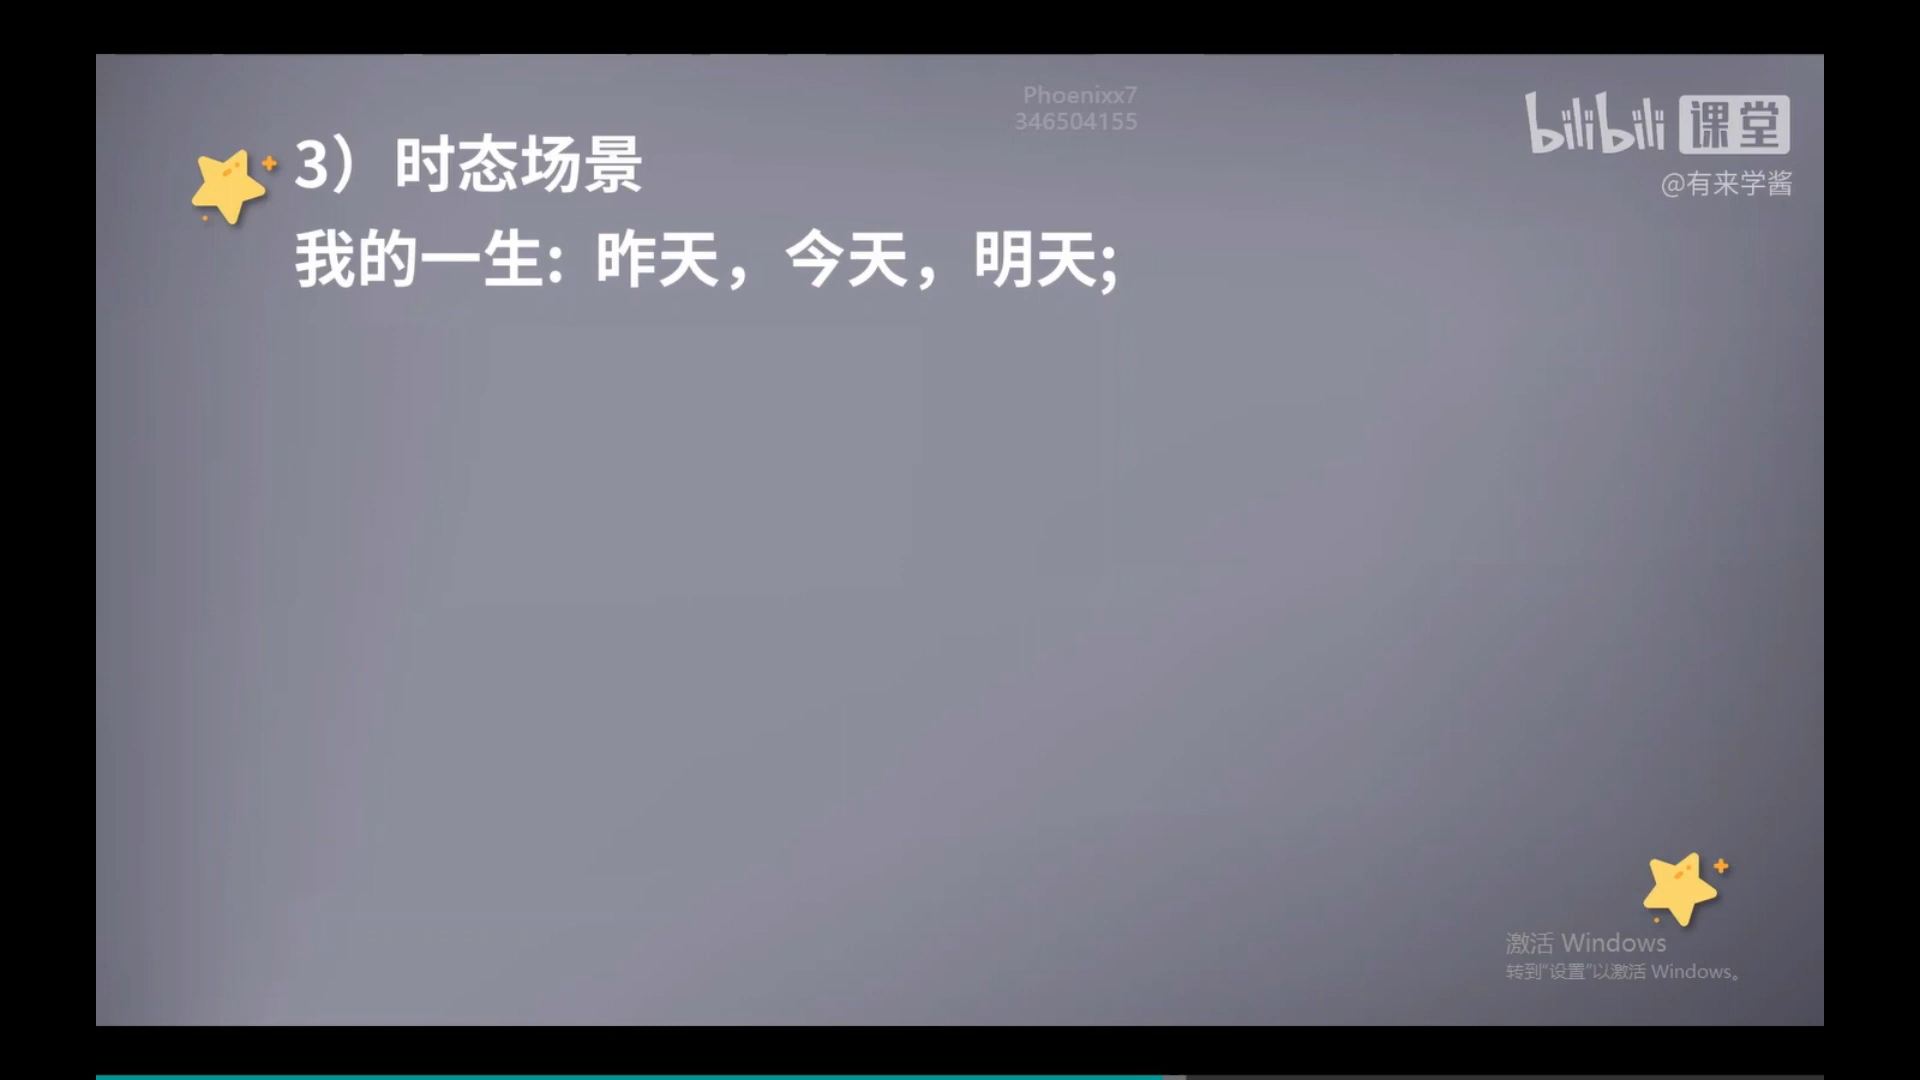 Phoenixx7
346504155
bilibili 课堂
@有来学酱
3）时态场景
我的一生: 昨天，今天，明天;
激活 Windows
转到"设置"以激活 Windows。